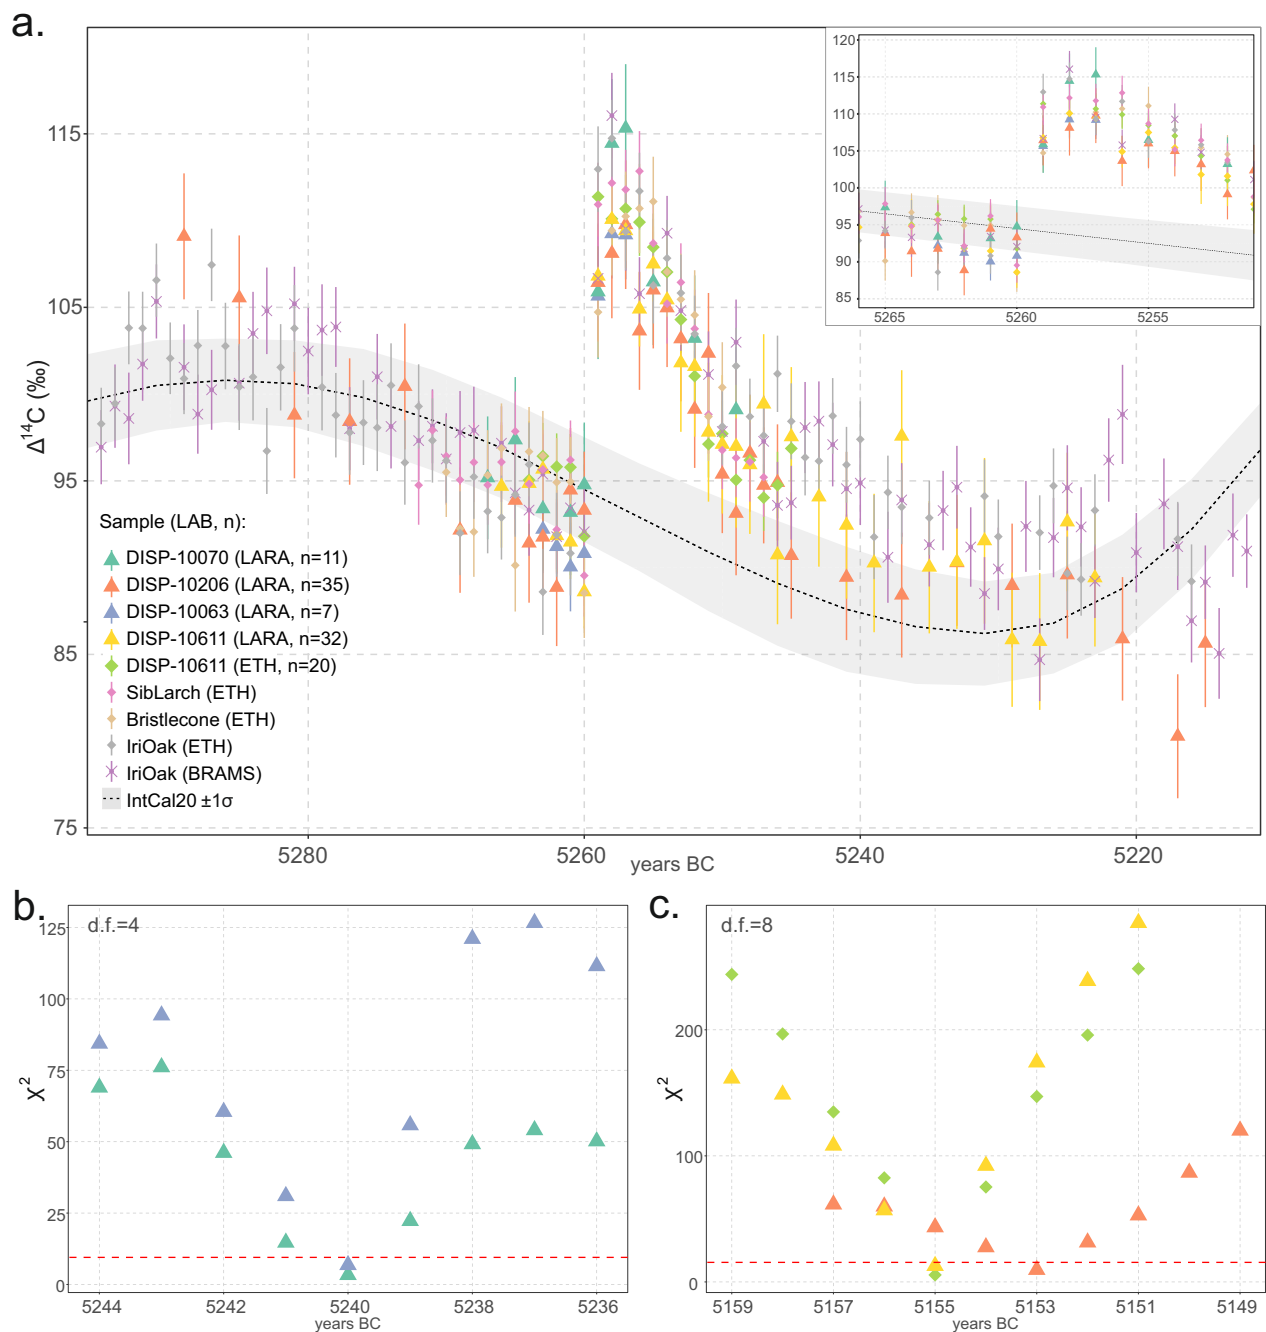 a.
Δ¹⁴C (‰)
115
105
95
85
75
5280
5260
5240
5220
years BC
120
115
110
105
100
95
90
85
5265
5260
5255
Sample (LAB, n):
DISP-10070 (LARA, n=11)
DISP-10206 (LARA, n=35)
DISP-10063 (LARA, n=7)
DISP-10611 (LARA, n=32)
DISP-10611 (ETH, n=20)
SibLarch (ETH)
Bristlecone (ETH)
IriOak (ETH)
IriOak (BRAMS)
IntCal20 ±1σ
b.
d.f.=4
χ²
125
100
75
50
25
0
5244
5242
5240
5238
5236
years BC
c.
d.f.=8
χ²
200
100
0
5159
5157
5155
5153
5151
5149
years BC